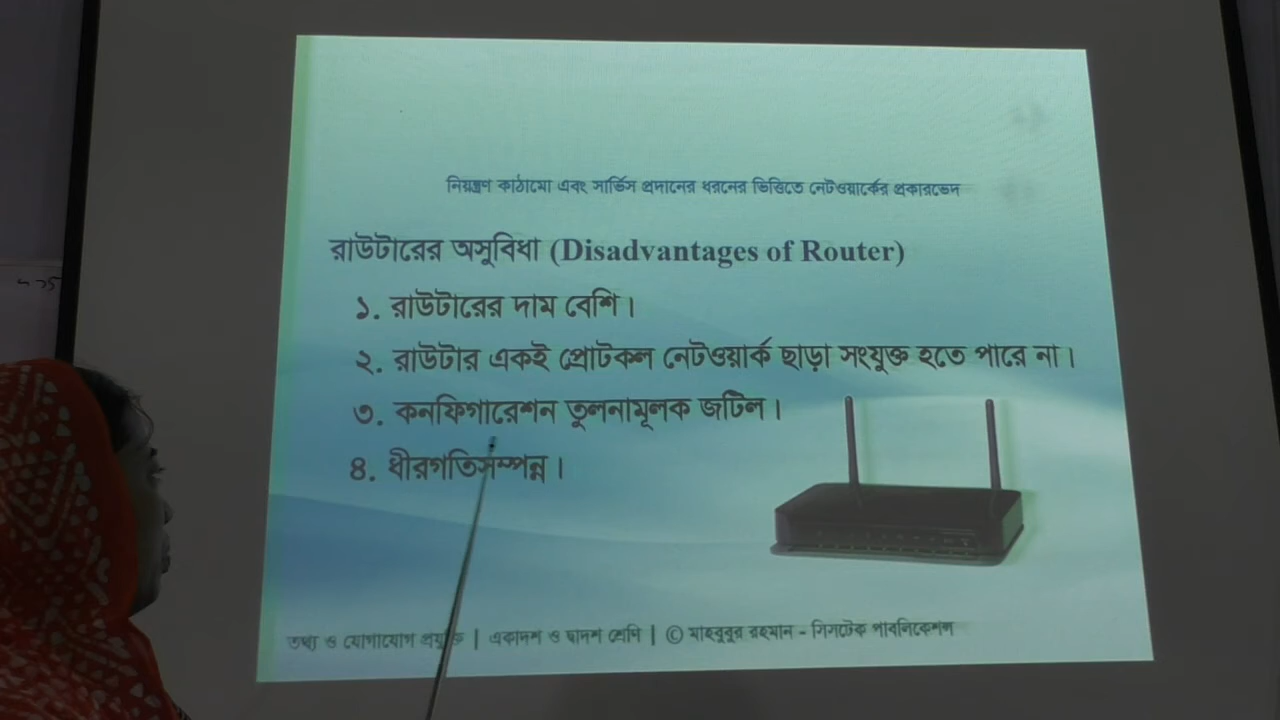 নিয়ন্ত্রণ কাঠামো এবং সার্ভিস প্রদানের ধরনের ভিত্তিতে নেটওয়ার্কের প্রকারভেদ
রাউটারের অসুবিধা (Disadvantages of Router)
১. রাউটারের দাম বেশি।
২. রাউটার একই প্রোটকল নেটওয়ার্ক ছাড়া সংযুক্ত হতে পারে না।
৩. কনফিগারেশন তুলনামূলক জটিল।
৪. ধীরগতিসম্পন্ন।
তথ্য ও যোগাযোগ প্রযুক্তি | একাদশ ও দ্বাদশ শ্রেণি | © মাহবুবুর রহমান - সিসটেক পাবলিকেশন্স